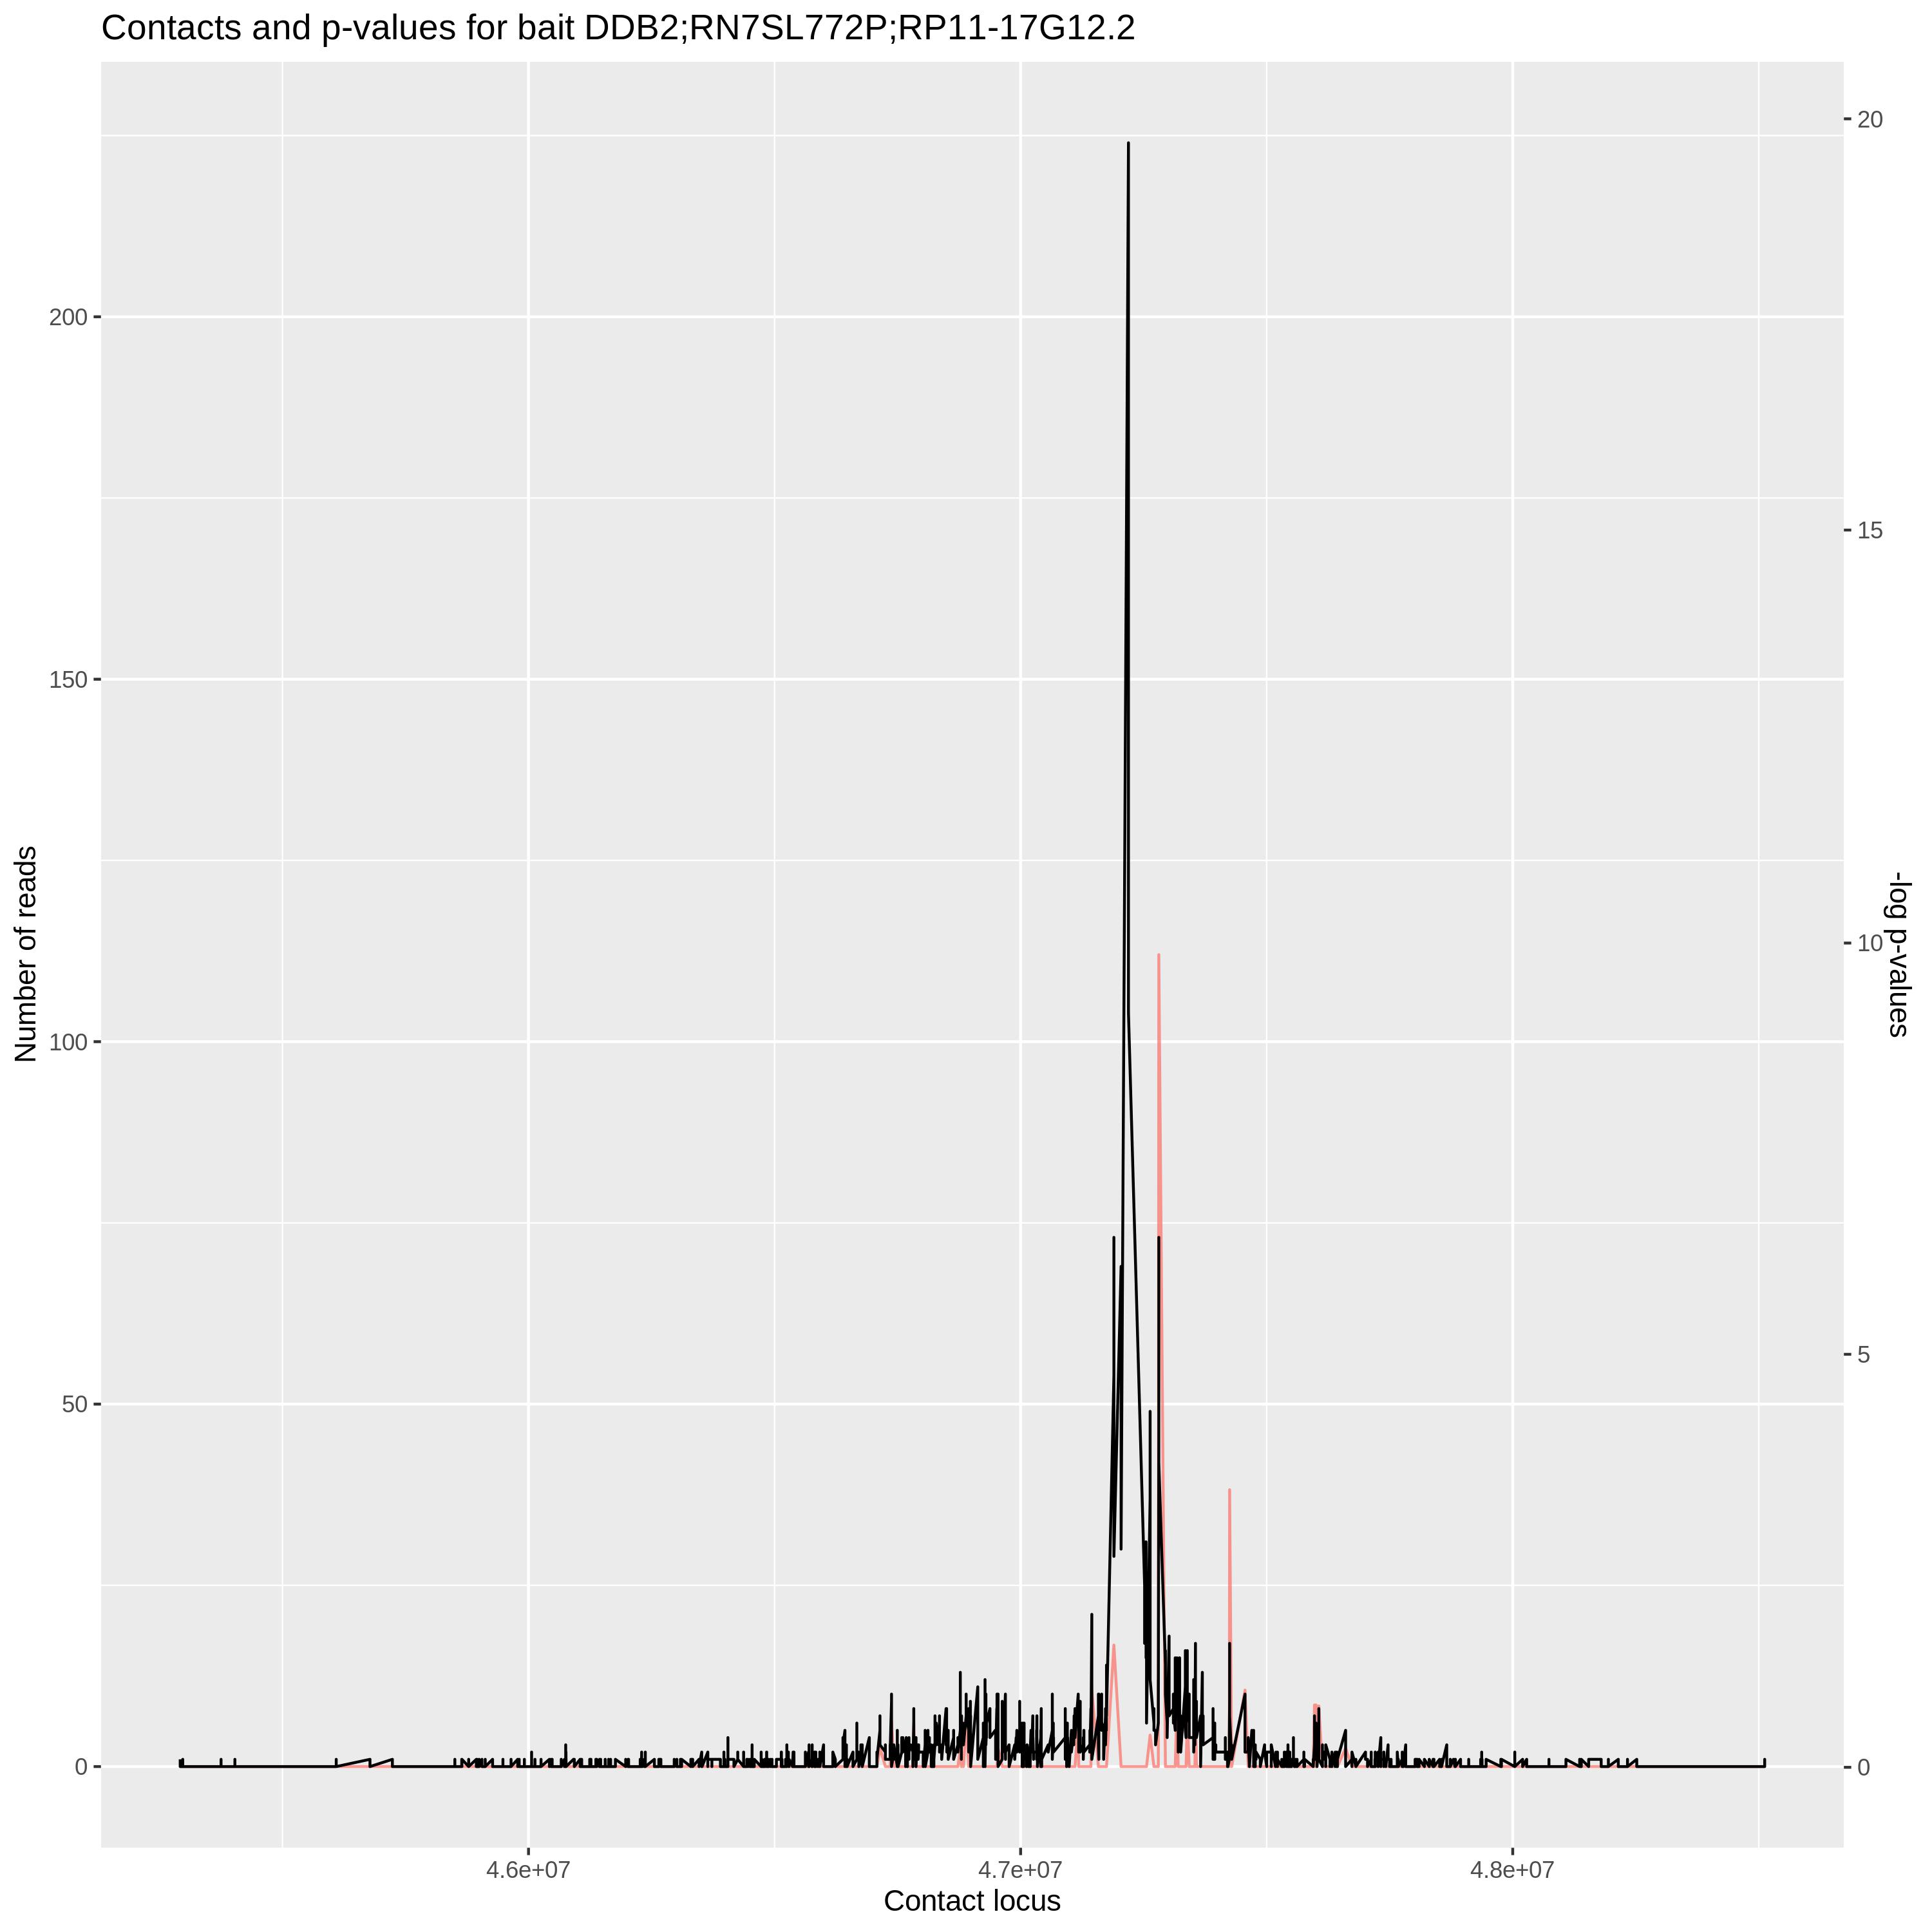 Contacts and p-values for bait DDB2;RN7SL772P;RP11-17G12.2
200
150
100
50
0
Number of reads
20
15
10
5
0
-log p-values
4.6e+07
4.7e+07
4.8e+07
Contact locus